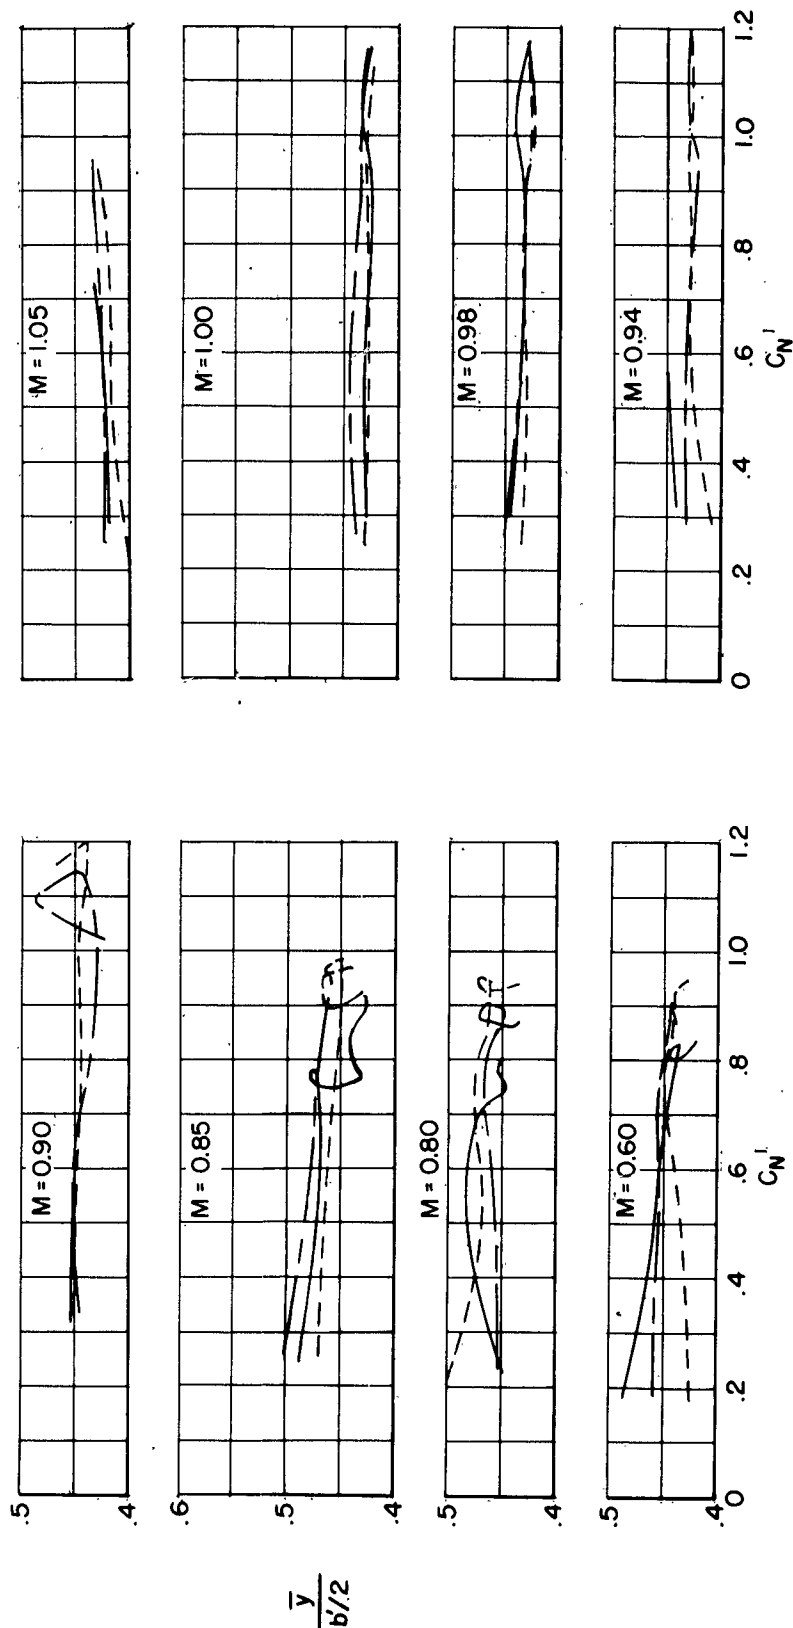 M = 1.05
M = 1.00
M = 0.98
M = 0.94
0 .2 .4 .6 .8 1.0 1.2
C_N'
.5
.4
M = 0.90
.6
.5
.4
M = 0.85
.5
.4
M = 0.80
.5
.4
M = 0.60
0 .2 .4 .6 .8 1.0 1.2
C_N'
y̅
b'/2